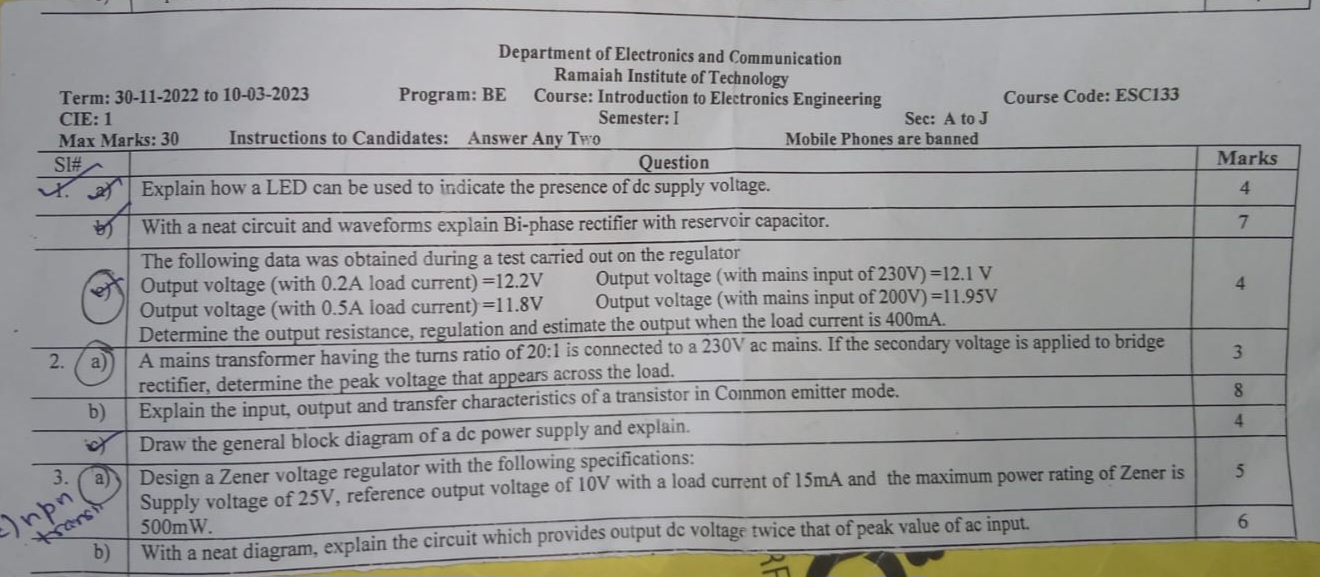 Department of Electronics and Communication
Ramaiah Institute of Technology
Term: 30-11-2022 to 10-03-2023 Program: BE Course: Introduction to Electronics Engineering Course Code: ESC133
CIE: 1 Semester: I Sec: A to J
Max Marks: 30 Instructions to Candidates: Answer Any Two Mobile Phones are banned
Sl# Question Marks
1. a) Explain how a LED can be used to indicate the presence of dc supply voltage. 4
b) With a neat circuit and waveforms explain Bi-phase rectifier with reservoir capacitor. 7
The following data was obtained during a test carried out on the regulator
c) Output voltage (with 0.2A load current) =12.2V Output voltage (with mains input of 230V) =12.1 V 4
Output voltage (with 0.5A load current) =11.8V Output voltage (with mains input of 200V) =11.95V
Determine the output resistance, regulation and estimate the output when the load current is 400mA.
2. a) A mains transformer having the turns ratio of 20:1 is connected to a 230V ac mains. If the secondary voltage is applied to bridge 3
rectifier, determine the peak voltage that appears across the load.
b) Explain the input, output and transfer characteristics of a transistor in Common emitter mode. 8
c) Draw the general block diagram of a dc power supply and explain. 4
3. a) Design a Zener voltage regulator with the following specifications: 5
Supply voltage of 25V, reference output voltage of 10V with a load current of 15mA and the maximum power rating of Zener is
500mW.
npn
b) With a neat diagram, explain the circuit which provides output dc voltage twice that of peak value of ac input. 6